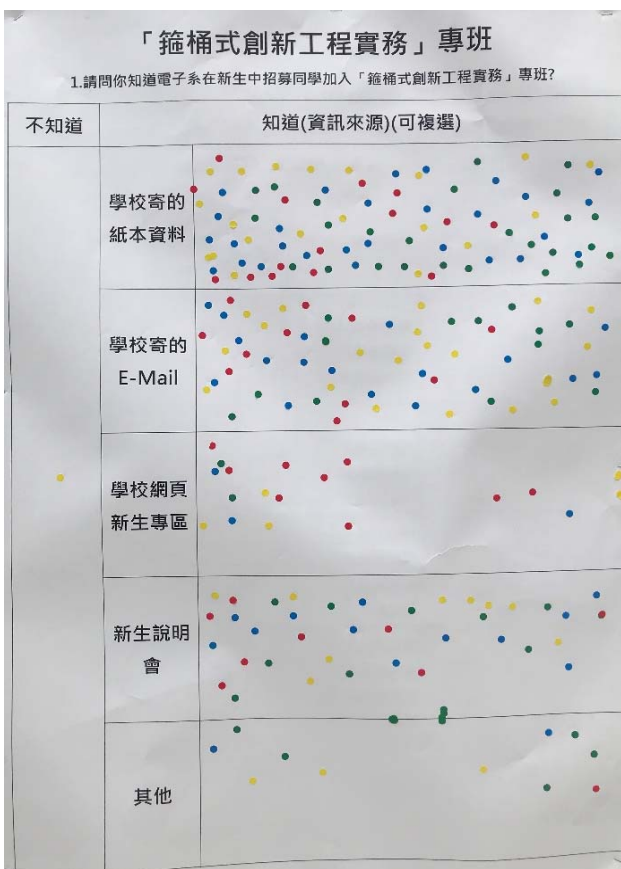 「箍桶式創新工程實務」專班
1.請問你知道電子系在新生中招募同學加入「箍桶式創新工程實務」專班?
不知道
知道(資訊來源)(可複選)
學校寄的
紙本資料
學校寄的
E-Mail
學校網頁
新生專區
新生說明
會
其他